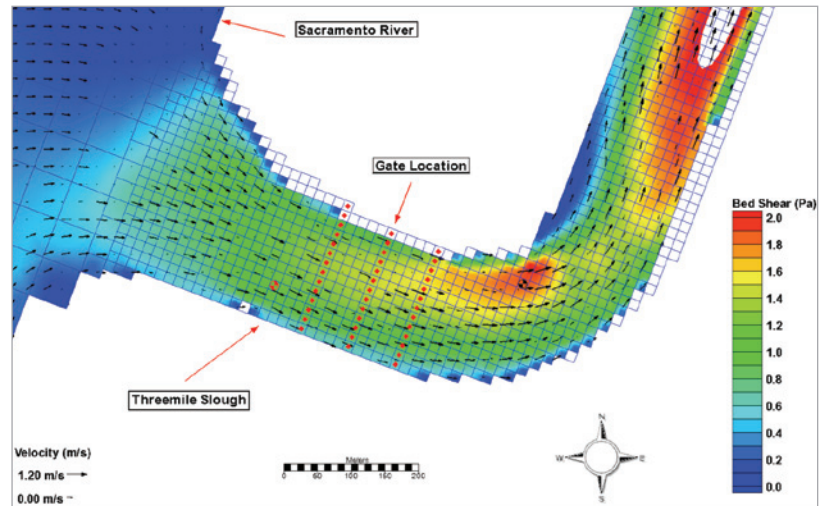 Sacramento River
Gate Location
Bed Shear (Pa)
2.0
1.8
1.6
1.4
1.2
1.0
0.8
0.6
0.4
0.2
0.0
Threemile Slough
Velocity (m/s)
1.20 m/s
0.00 m/s
Meters
0 50 100 150 200
N
W E
S